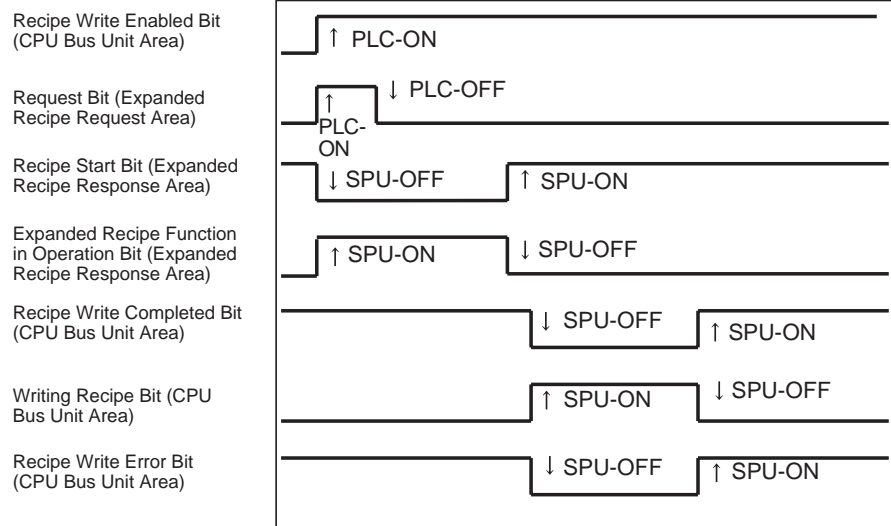 Recipe Write Enabled Bit
(CPU Bus Unit Area)
↑ PLC-ON
Request Bit (Expanded
Recipe Request Area)
↑
PLC-
ON
↓ PLC-OFF
Recipe Start Bit (Expanded
Recipe Response Area)
↓ SPU-OFF
↑ SPU-ON
Expanded Recipe Function
in Operation Bit (Expanded
Recipe Response Area)
↑ SPU-ON
↓ SPU-OFF
Recipe Write Completed Bit
(CPU Bus Unit Area)
↓ SPU-OFF
↑ SPU-ON
Writing Recipe Bit (CPU
Bus Unit Area)
↑ SPU-ON
↓ SPU-OFF
Recipe Write Error Bit
(CPU Bus Unit Area)
↓ SPU-OFF
↑ SPU-ON